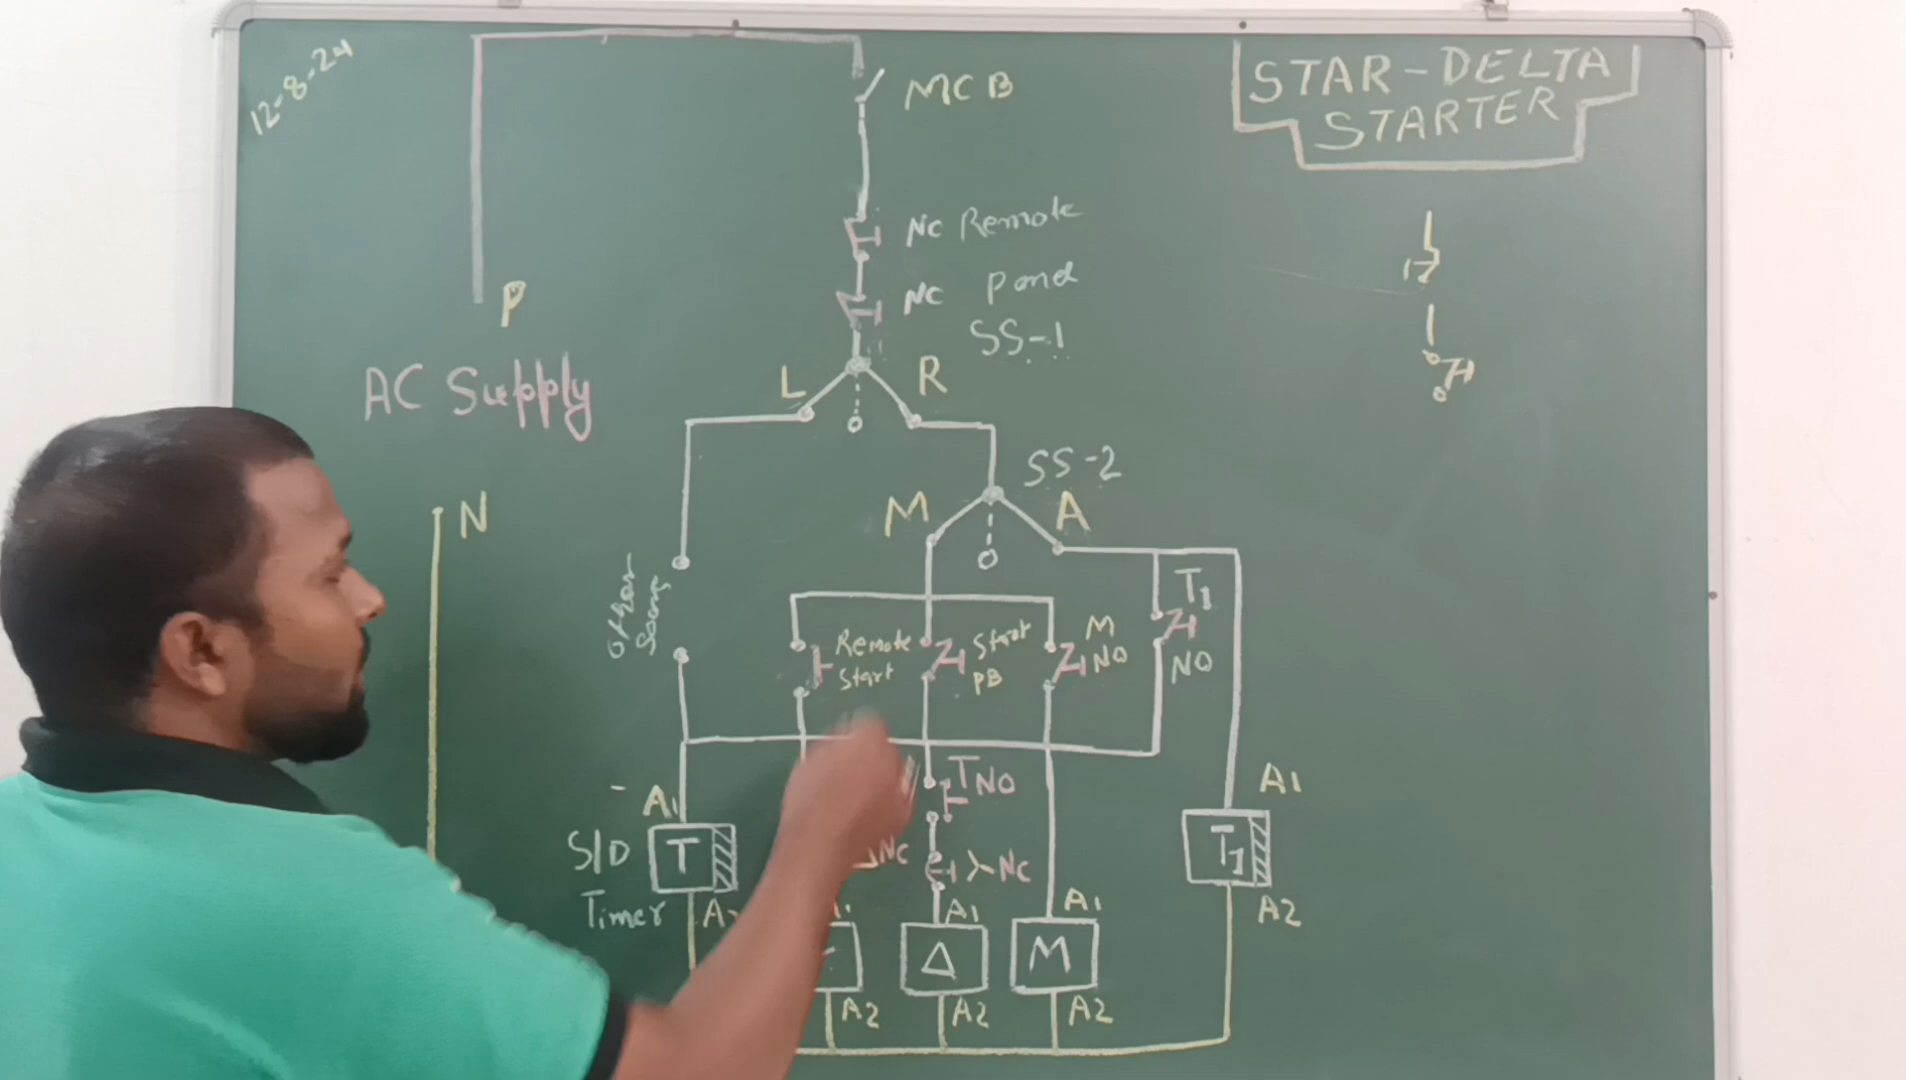 12-8-24
MCB
STAR-DELTA
STARTER
NC Remote
NC
SS-1
P
AC Supply
L R
N
SS-2
M A
T1
NO
Remote
Start
Start
PB
M
NO
TNO
NC
NC
A1
S/D T
Timer
A1
T1
A2
A1 A1
Δ M
A2 A2 A2